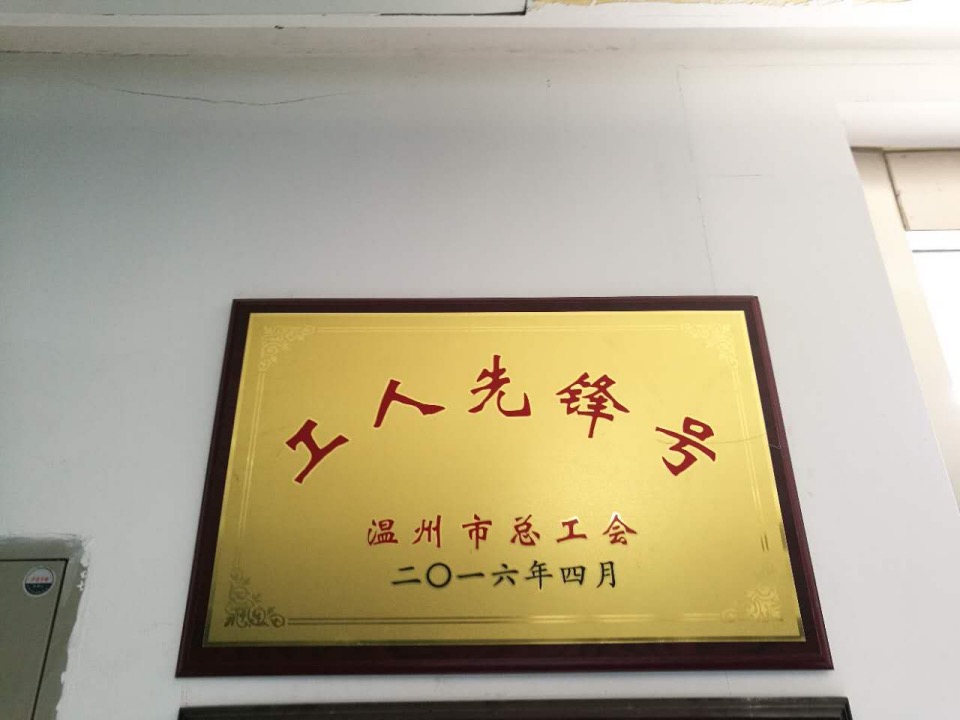 工人先锋号
温州市总工会
二〇一六年四月